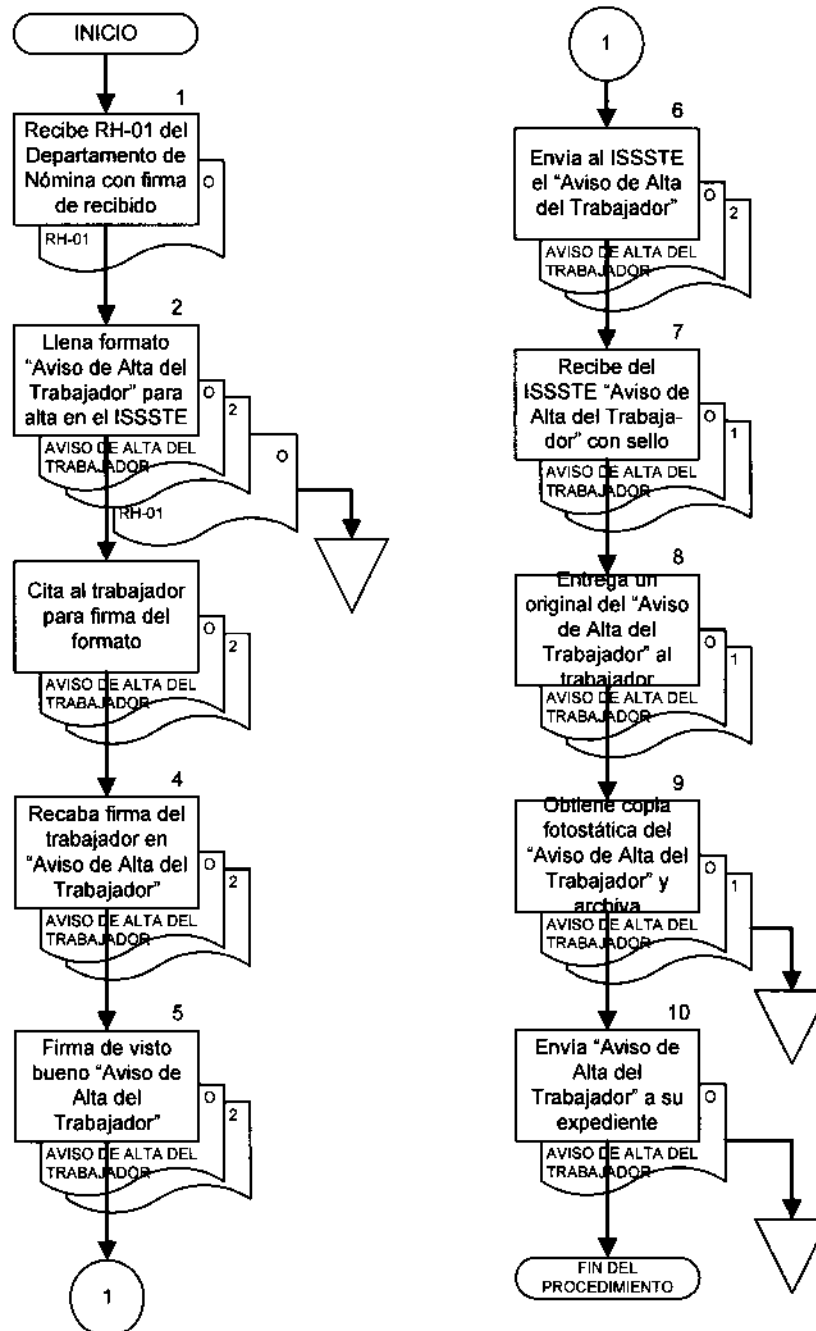 INICIO
1
Recibe RH-01 del
Departamento de
Nómina con firma
de recibido
O
RH-01
2
Llena formato
“Aviso de Alta del
Trabajador” para
alta en el ISSSTE
O
2
AVISO DE ALTA DEL
TRABAJADOR
O
RH-01
Cita al trabajador
para firma del
formato
O
2
AVISO DE ALTA DEL
TRABAJADOR
4
Recaba firma del
trabajador en
“Aviso de Alta del
Trabajador”
O
2
AVISO DE ALTA DEL
TRABAJADOR
5
Firma de visto
bueno “Aviso de
Alta del
Trabajador”
O
2
AVISO DE ALTA DEL
TRABAJADOR
1
1
6
Envia al ISSSTE
el “Aviso de Alta
del Trabajador”
O
2
AVISO DE ALTA DEL
TRABAJADOR
7
Recibe del
ISSSTE “Aviso de
Alta del Trabaja-
dor” con sello
O
1
AVISO DE ALTA DEL
TRABAJADOR
8
Entrega un
original del “Aviso
de Alta del
Trabajador” al
trabajador
O
1
AVISO DE ALTA DEL
TRABAJADOR
9
Obtiene copia
fotostática del
“Aviso de Alta del
Trabajador” y
archiva
O
1
AVISO DE ALTA DEL
TRABAJADOR
10
Envía “Aviso de
Alta del
Trabajador” a su
expediente
O
AVISO DE ALTA DEL
TRABAJADOR
FIN DEL
PROCEDIMIENTO